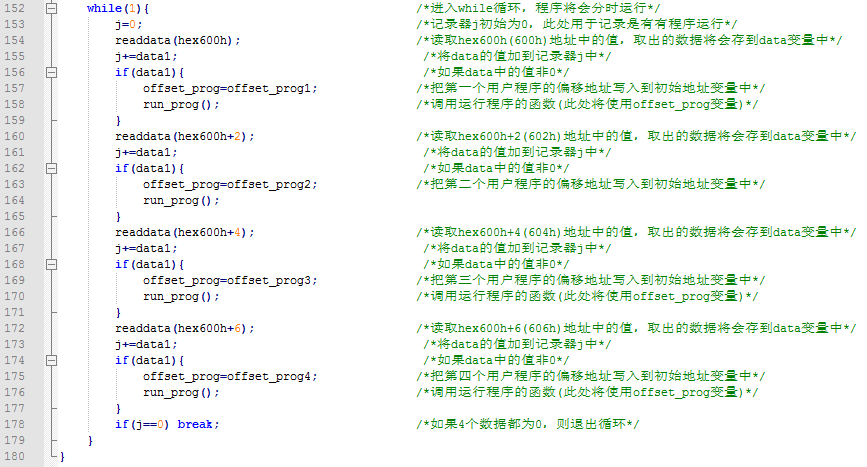 152 while(1){ /*进入while循环，程序将会分时运行*/
153 j=0; /*记录器j初始为0，此处用于记录是有有程序运行*/
154 readdata(hex600h); /*读取hex600h(600h)地址中的值，取出的数据将会存到data变量中*/
155 j+=data1; /*将data的值加到记录器j中*/
156 if(data1){ /*如果data中的值非0*/
157 offset_prog=offset_prog1; /*把第一个用户程序的偏移地址写入到初始地址变量中*/
158 run_prog(); /*调用运行程序的函数(此处将使用offset_prog变量)*/
159 }
160 readdata(hex600h+2); /*读取hex600h+2(602h)地址中的值，取出的数据将会存到data变量中*/
161 j+=data1; /*将data的值加到记录器j中*/
162 if(data1){ /*如果data中的值非0*/
163 offset_prog=offset_prog2; /*把第二个用户程序的偏移地址写入到初始地址变量中*/
164 run_prog();
165 }
166 readdata(hex600h+4); /*读取hex600h+4(604h)地址中的值，取出的数据将会存到data变量中*/
167 j+=data1; /*将data的值加到记录器j中*/
168 if(data1){ /*如果data中的值非0*/
169 offset_prog=offset_prog3; /*把第三个用户程序的偏移地址写入到初始地址变量中*/
170 run_prog(); /*调用运行程序的函数(此处将使用offset_prog变量)*/
171 }
172 readdata(hex600h+6); /*读取hex600h+6(606h)地址中的值，取出的数据将会存到data变量中*/
173 j+=data1; /*将data的值加到记录器j中*/
174 if(data1){ /*如果data中的值非0*/
175 offset_prog=offset_prog4; /*把第四个用户程序的偏移地址写入到初始地址变量中*/
176 run_prog(); /*调用运行程序的函数(此处将使用offset_prog变量)*/
177 }
178 if(j==0) break; /*如果4个数据都为0，则退出循环*/
179 }
180 }